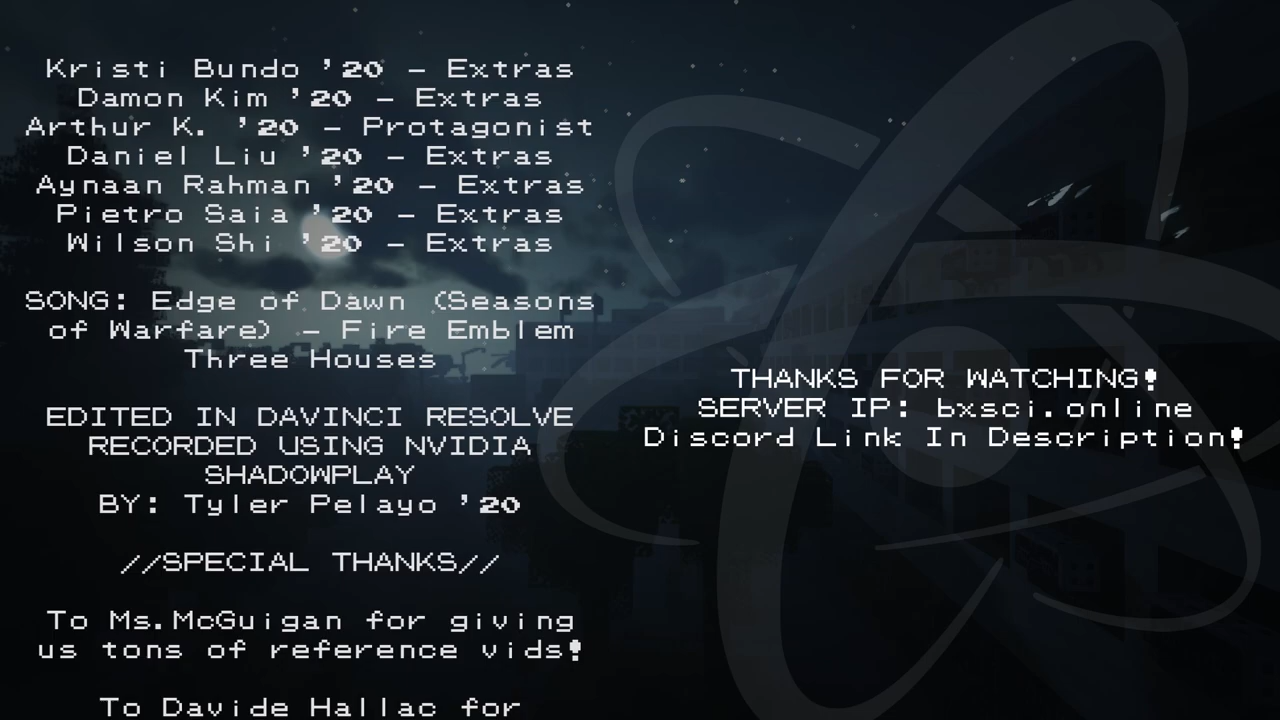 Kristi Bundo '20 - Extras
Damon Kim '20 - Extras
Arthur K. '20 - Protagonist
Daniel Liu '20 - Extras
Aynaan Rahman '20 - Extras
Pietro Saia '20 - Extras
Wilson Shi '20 - Extras
SONG: Edge of Dawn (Seasons
of Warfare) - Fire Emblem
Three Houses
EDITED IN DAVINCI RESOLVE
RECORDED USING NVIDIA
SHADOWPLAY
BY: Tyler Pelayo '20
//SPECIAL THANKS//
To Ms.McGuigan for giving
us tons of reference vids!
To Davide Hallac for
THANKS FOR WATCHING!
SERVER IP: bxsci.online
Discord Link In Description!